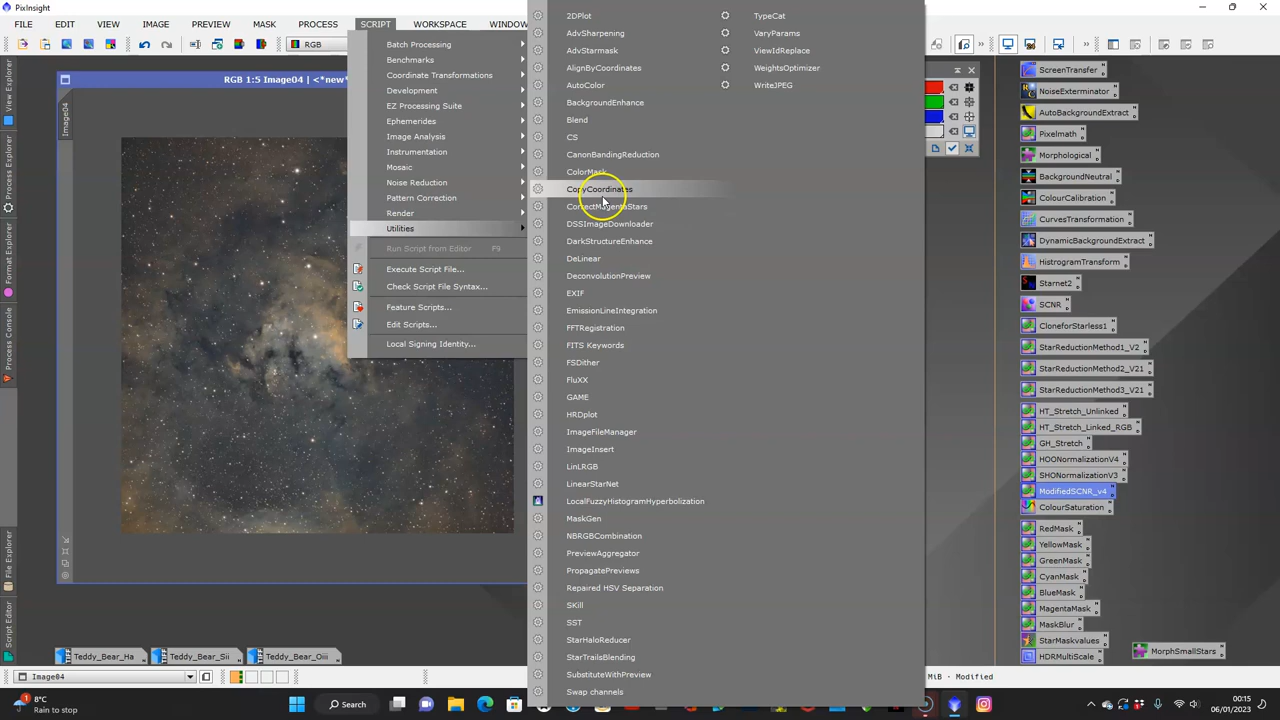 PixInsight
FILE
EDIT
IMAGE
PREVIEW
MASK
PROCESS
SCRIPT
WORKSPACE
WINDOW
RGB
RGB 1:5 Image04 | <*new*
Image04
View Explorer
Process Explorer
Format Explorer
Process Console
File Explorer
Script Editor
Batch Processing
Benchmarks
Coordinate Transformations
Development
EZ Processing Suite
Ephemerides
Image Analysis
Instrumentation
Mosaic
Noise Reduction
Pattern Correction
Render
Utilities
Run Script from Editor F9
Execute Script File...
Check Script File Syntax...
Feature Scripts...
Edit Scripts...
Local Signing Identity...
2DPlot
AdvSharpening
AdvStarmask
AlignByCoordinates
AutoColor
BackgroundEnhance
Blend
CS
CanonBandingReduction
ColorMask
CopyCoordinates
CorrectMagentaStars
DSSImageDownloader
DarkStructureEnhance
DeLinear
DeconvolutionPreview
EXIF
EmissionLineIntegration
FFTRegistration
FITS Keywords
FSDither
FluXX
GAME
HRDplot
ImageFileManager
ImageInsert
LinLRGB
LinearStarNet
LocalFuzzyHistogramHyperbolization
MaskGen
NBRGBCombination
PreviewAggregator
PropagatePreviews
Repaired HSV Separation
SKill
SST
StarHaloReducer
StarTrailsBlending
SubstituteWithPreview
Swap channels
TypeCat
VaryParams
ViewIdReplace
WeightsOptimizer
WriteJPEG
ScreenTransfer
NoiseExterminator
AutoBackgroundExtract
Pixelmath
Morphological
BackgroundNeutral
ColourCalibration
CurvesTransformation
DynamicBackgroundExtract
HistrogramTransform
Starnet2
SCNR
CloneforStarless1
StarReductionMethod1_V2
StarReductionMethod2_V21
StarReductionMethod3_V21
HT_Stretch_Unlinked
HT_Stretch_Linked_RGB
GH_Stretch
HOONormalizationV4
SHONormalizationV3
ModifiedSCNR_v4
ColourSaturation
RedMask
YellowMask
GreenMask
CyanMask
BlueMask
MagentaMask
MaskBlur
StarMaskvalues
HDRMultiScale
MorphSmallStars
Teddy_Bear_Ha
Teddy_Bear_Sii
Teddy_Bear_Oiii
Image04
MiB - Modified
1
8°C
Rain to stop
Search
00:15
06/01/2023